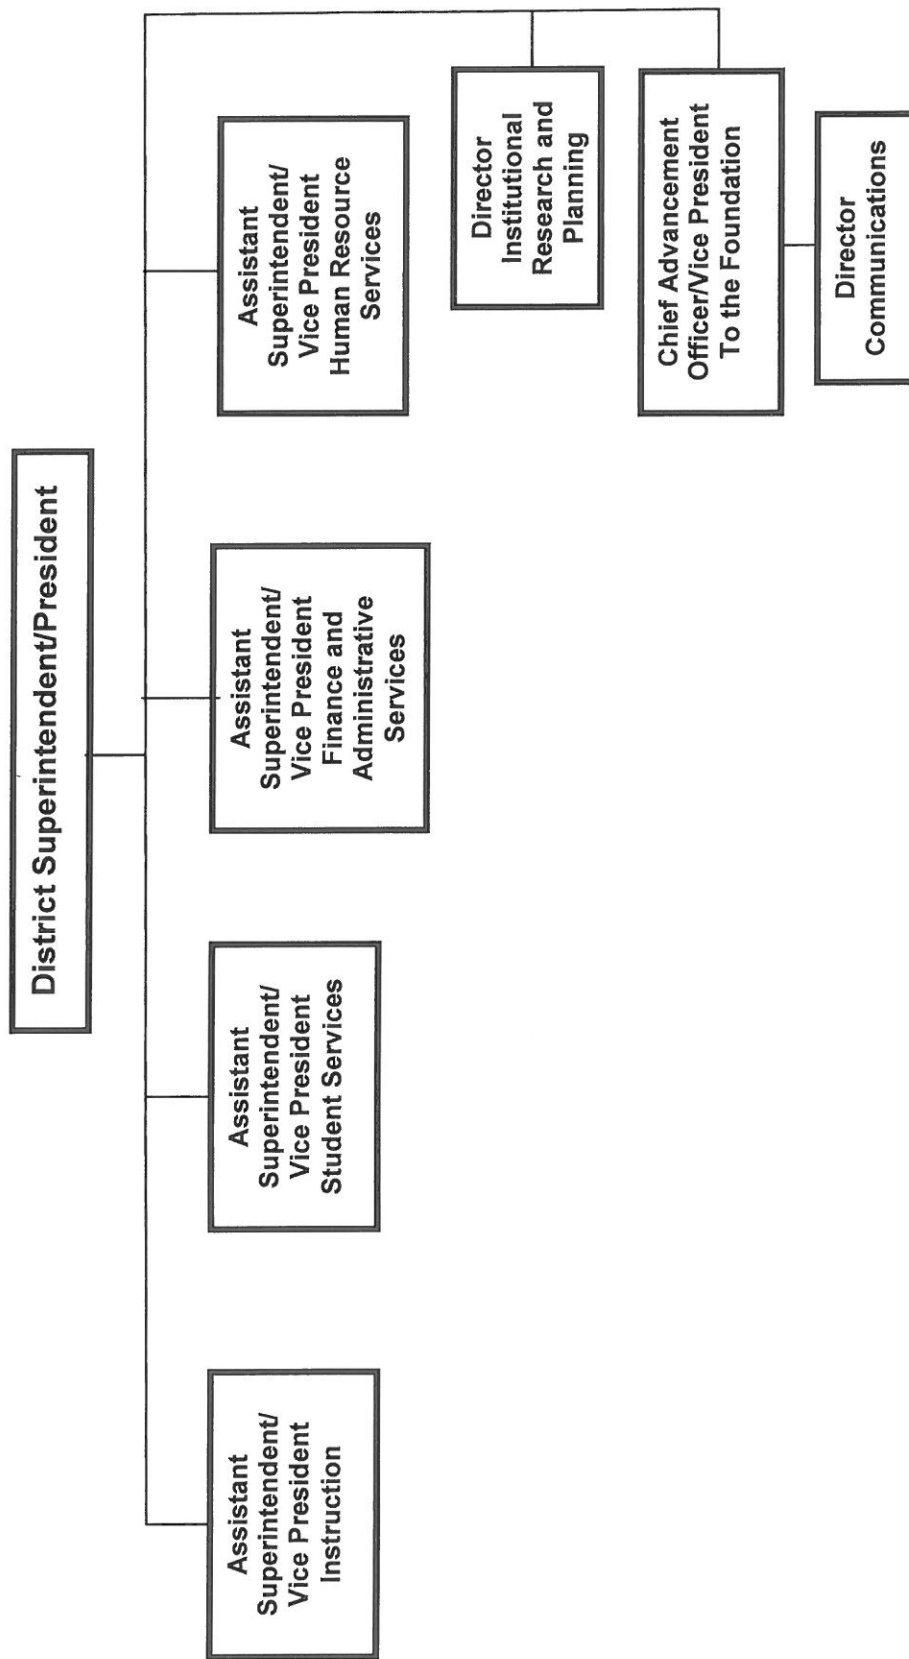 District Superintendent/President
Assistant
Superintendent/
Vice President
Instruction
Assistant
Superintendent/
Vice President
Student Services
Assistant
Superintendent/
Vice President
Finance and
Administrative
Services
Assistant
Superintendent/
Vice President
Human Resource
Services
Director
Institutional
Research and
Planning
Chief Advancement
Officer/Vice President
To the Foundation
Director
Communications